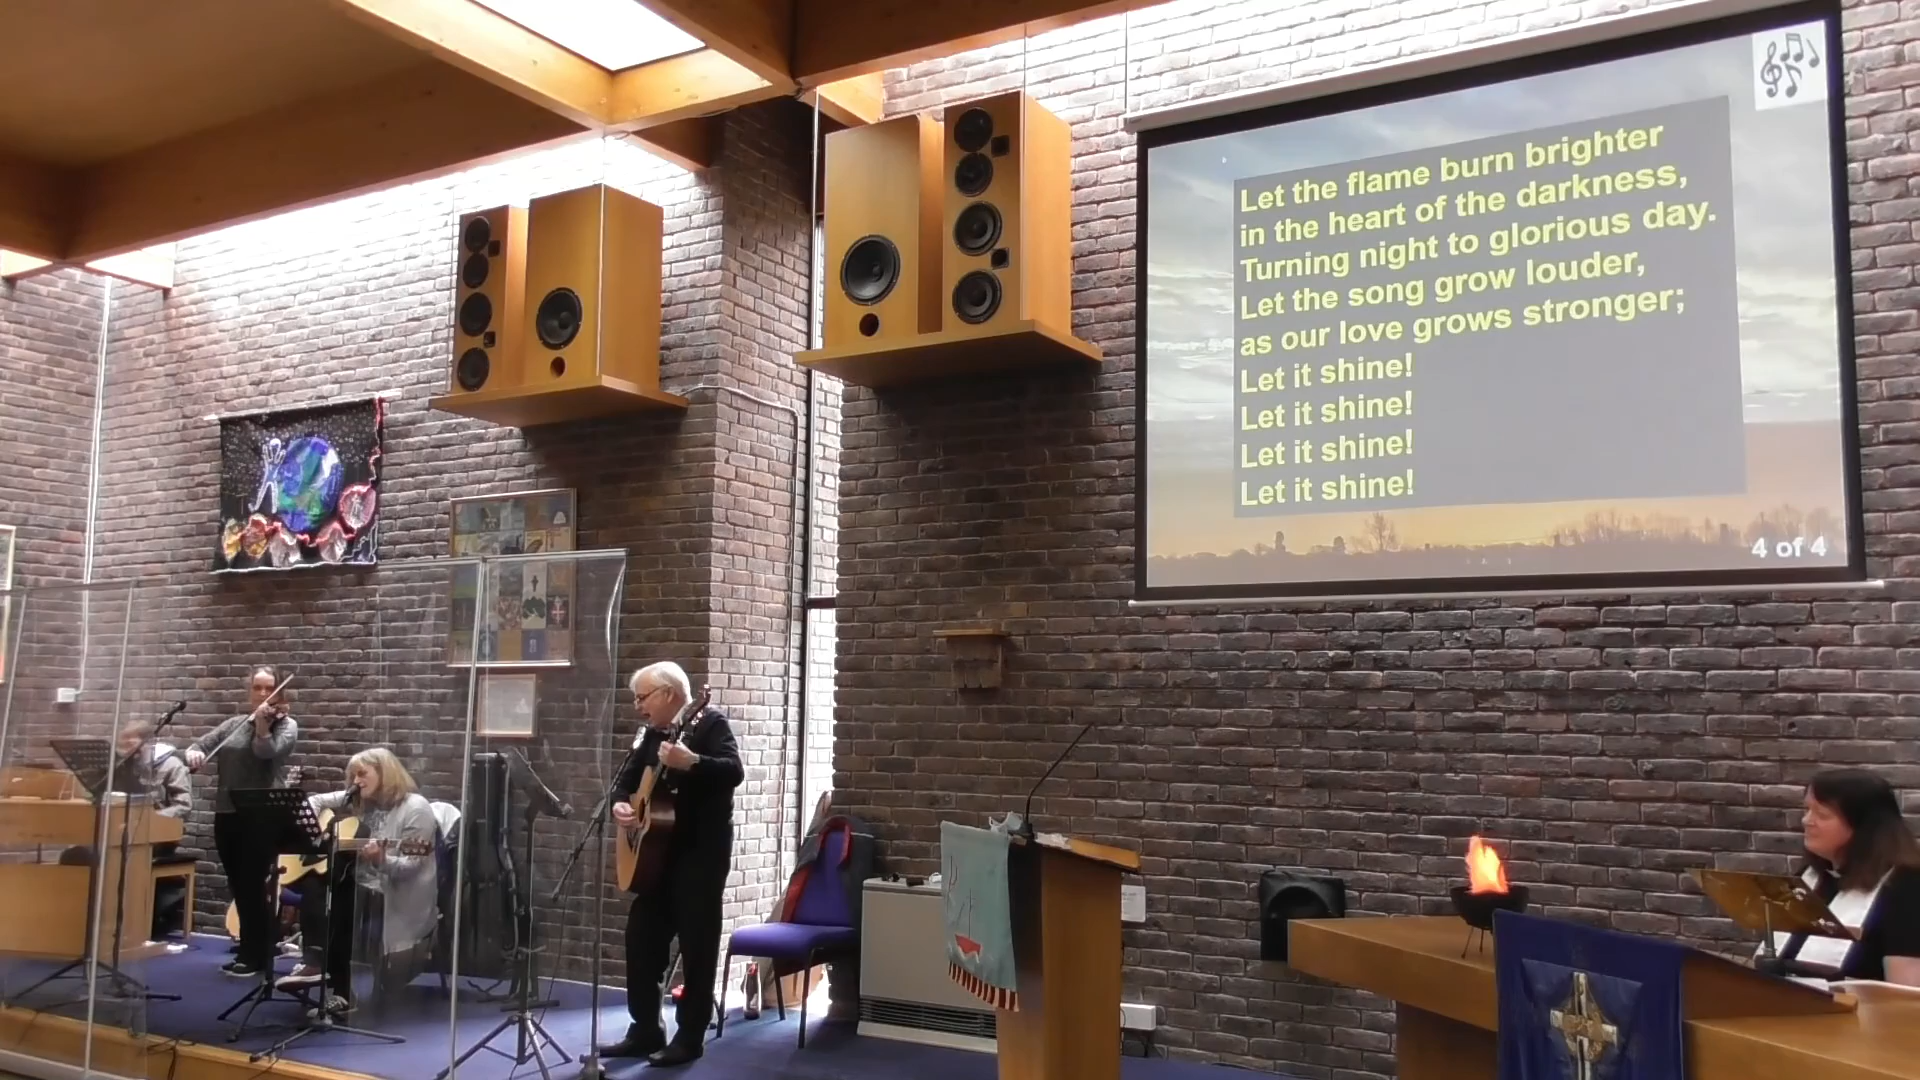 Let the flame burn brighter
in the heart of the darkness,
Turning night to glorious day.
Let the song grow louder,
as our love grows stronger;
Let it shine!
Let it shine!
Let it shine!
Let it shine!
4 of 4